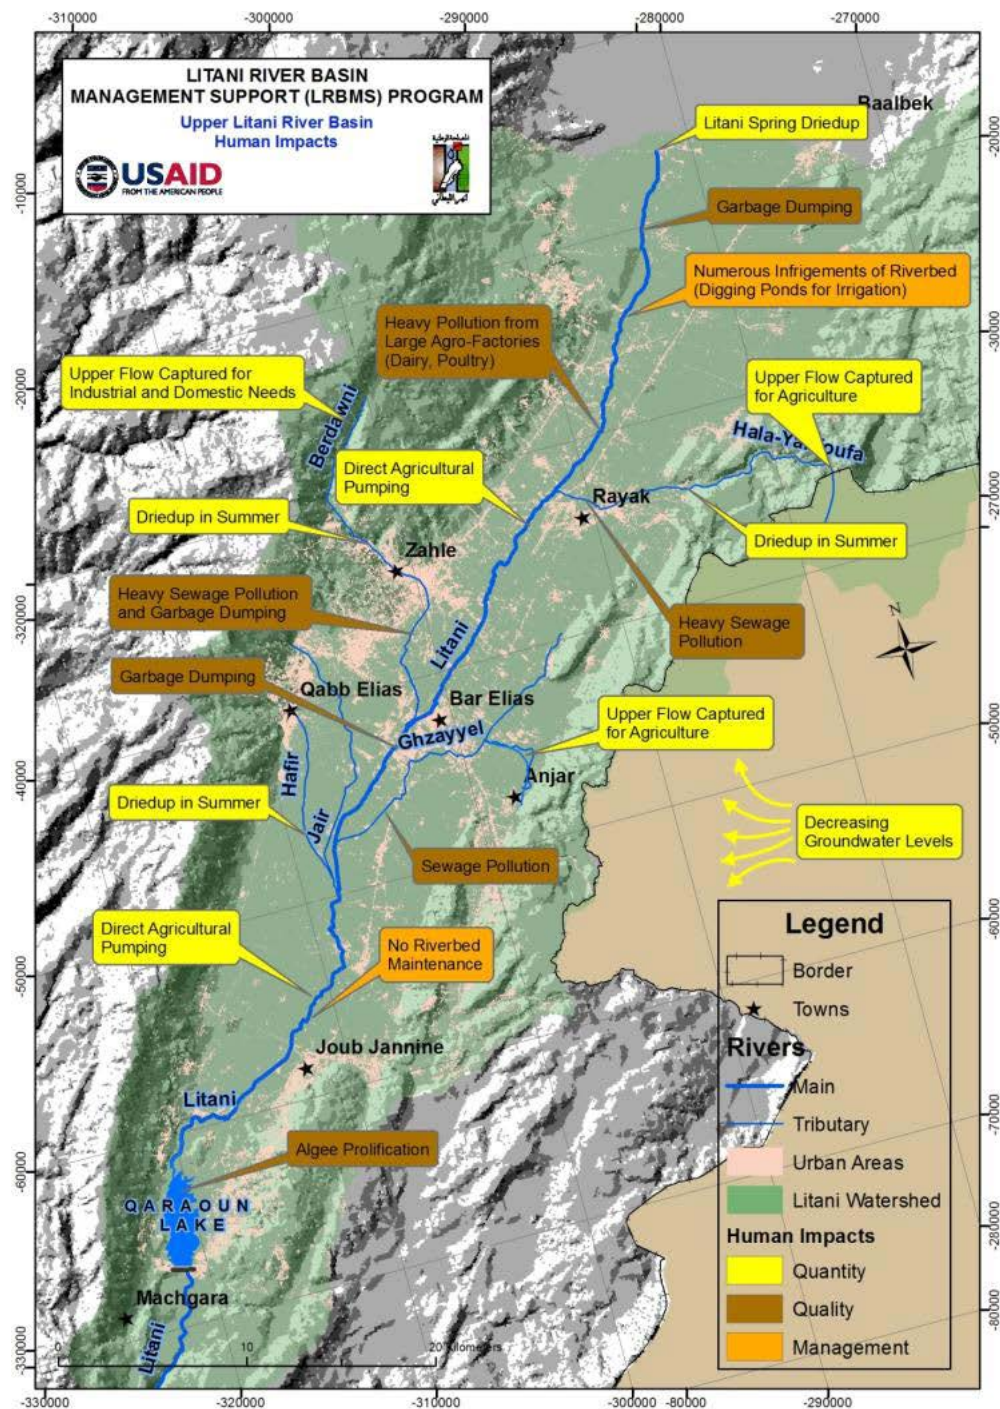 -310000
-300000
-290000
-280000
-270000
LITANI RIVER BASIN
MANAGEMENT SUPPORT (LRBMS) PROGRAM
Upper Litani River Basin
Human Impacts
USAID
FROM THE AMERICAN PEOPLE
Baalbek
Litani Spring Driedup
-20000
-10000
Garbage Dumping
Numerous Infrigements of Riverbed
(Digging Ponds for Irrigation)
Heavy Pollution from
Large Agro-Factories
(Dairy, Poultry)
-30000
Upper Flow Captured for
Industrial and Domestic Needs
-20000
Upper Flow Captured
for Agriculture
Berdawni
Direct Agricultural
Pumping
Rayak
-270000
Driedup in Summer
Driedup in Summer
Zahle
Heavy Sewage Pollution
and Garbage Dumping
Heavy Sewage
Pollution
-320000
N
Litani
Garbage Dumping
Qabb Elias
Bar Elias
Ghzayyel
Upper Flow Captured
for Agriculture
-50000
-40000
Hafir
Anjar
Driedup in Summer
Jair
Decreasing
Groundwater Levels
Sewage Pollution
-60000
Direct Agricultural
Pumping
No Riverbed
Maintenance
-50000
Joub Jannine
Litani
Algee Prolification
-60000
QARAOUN
LAKE
Machgara
Litani
0
10
20 Kilometers
Legend
Border
Towns
Rivers
Main
Tributary
Urban Areas
Litani Watershed
Human Impacts
Quantity
Quality
Management
-70000
-280000
-80000
-330000
-330000
-320000
-310000
-300000
-280000
-290000